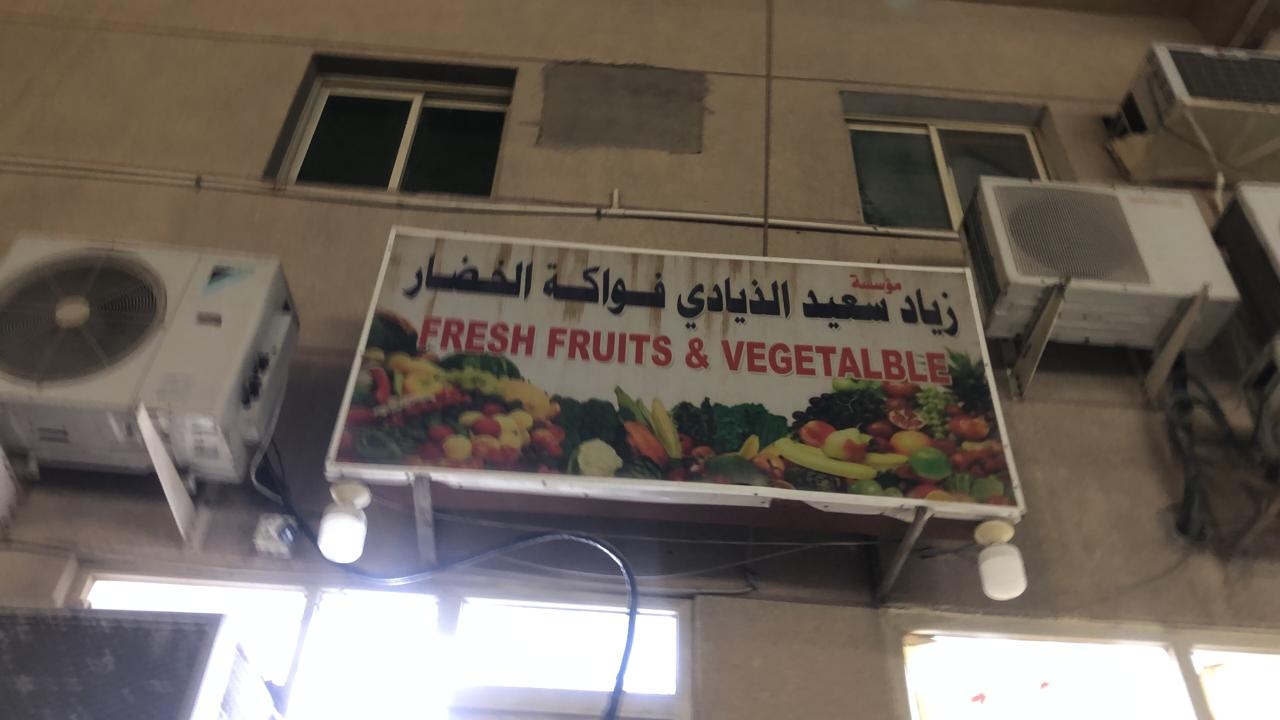 مؤسسة
زياد سعيد الذيادي فواكة الخضار
FRESH FRUITS & VEGETALBLE